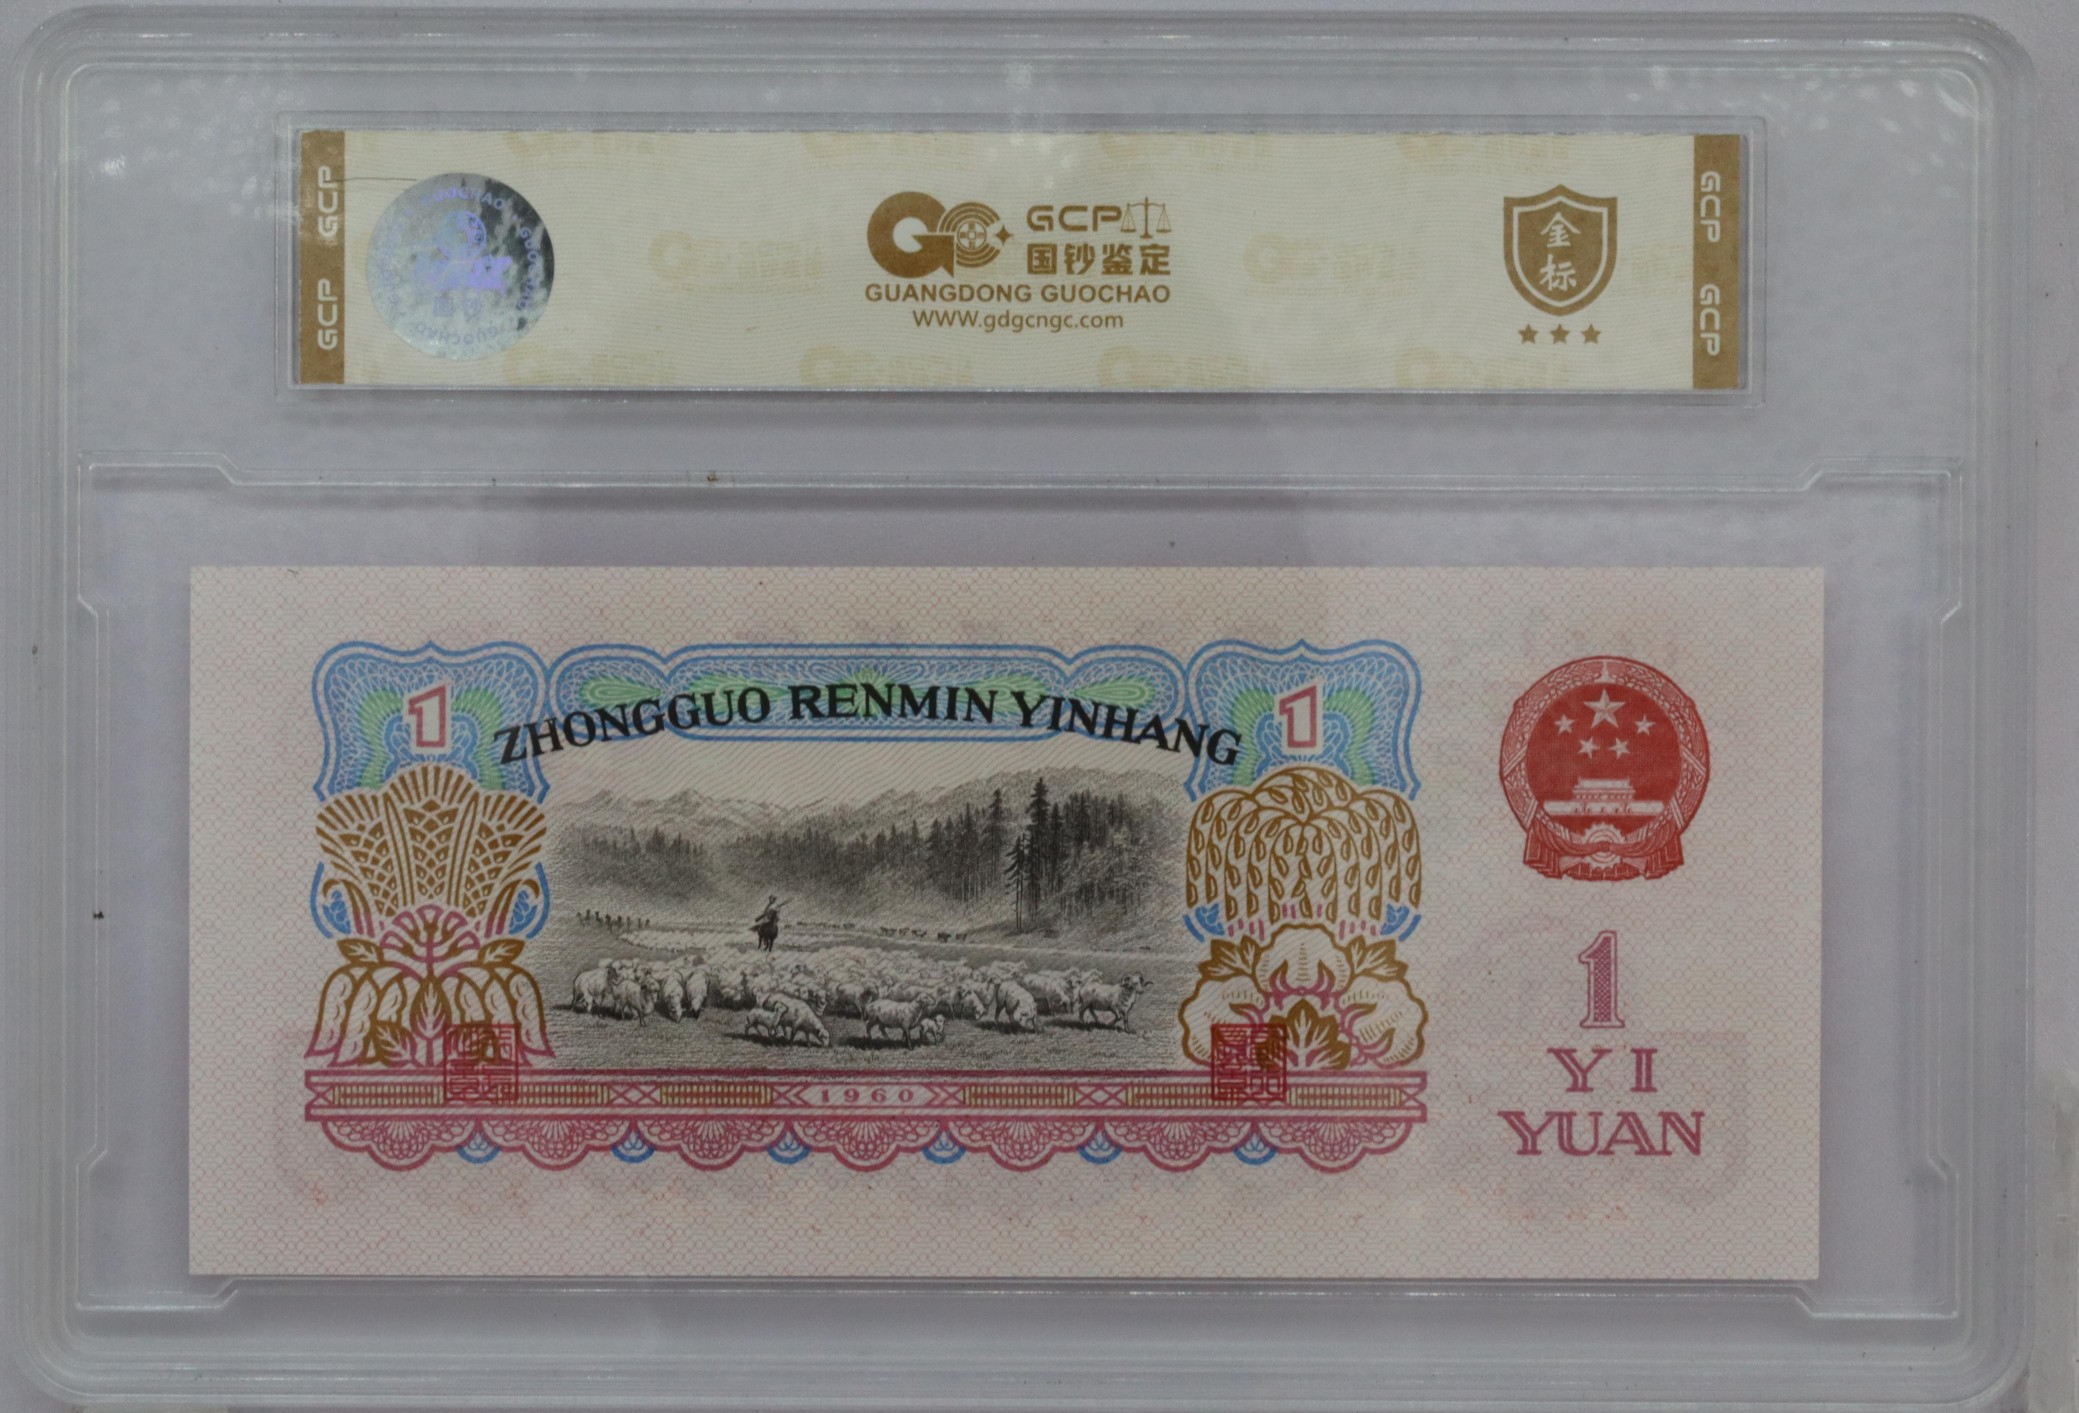 GCP GCP
GCP
国钞鉴定
GUANGDONG GUOCHAO
www.gdgcngc.com
金
标
GCP GCP
1
ZHONGGUO RENMIN YINHANG
1
1960
1
YI
YUAN